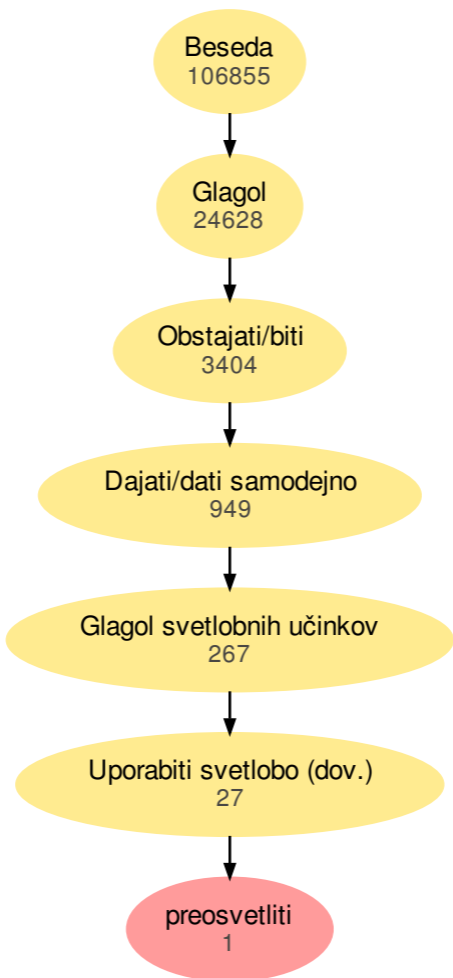 Beseda
106855
Glagol
24628
Obstajati/biti
3404
Dajati/dati samodejno
949
Glagol svetlobnih učinkov
267
Uporabiti svetlobo (dov.)
27
preosvetliti
1